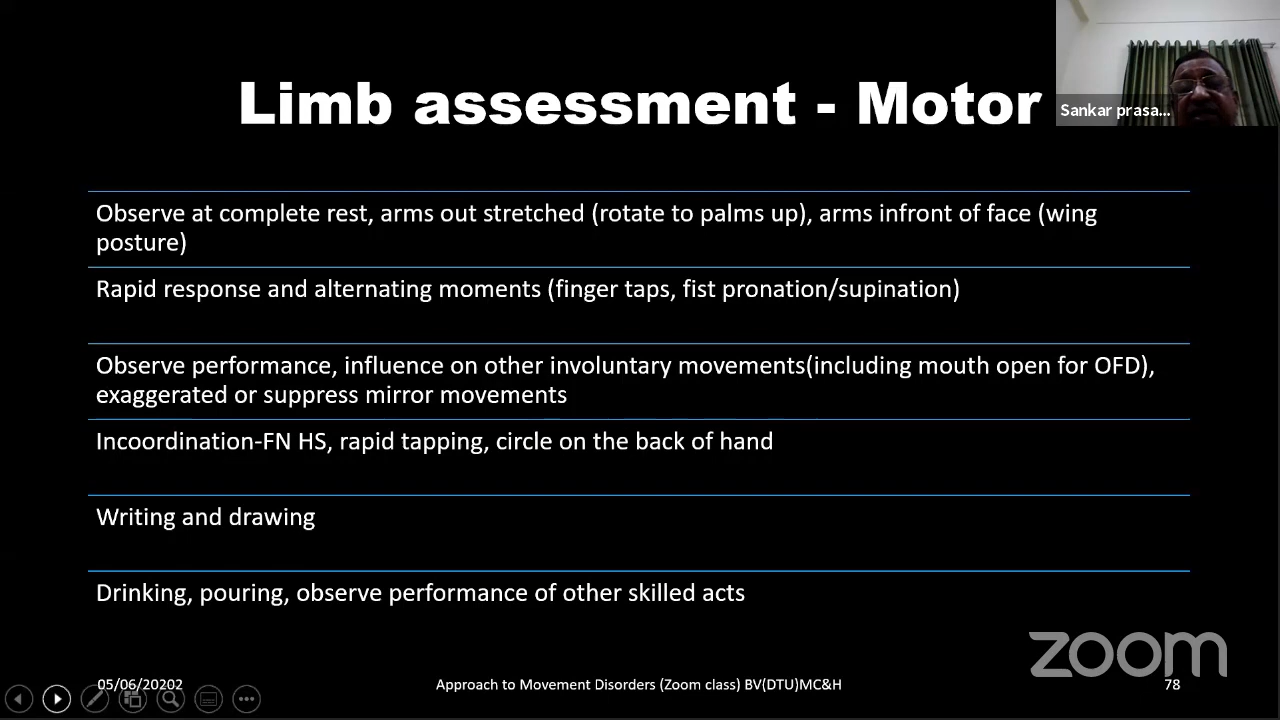 Limb assessment - Motor
Sankar prasa...
Observe at complete rest, arms out stretched (rotate to palms up), arms infront of face (wing
posture)
Rapid response and alternating moments (finger taps, fist pronation/supination)
Observe performance, influence on other involuntary movements(including mouth open for OFD),
exaggerated or suppress mirror movements
Incoordination-FN HS, rapid tapping, circle on the back of hand
Writing and drawing
Drinking, pouring, observe performance of other skilled acts
zoom
05/06/20202
Approach to Movement Disorders (Zoom class) BV(DTU)MC&H
78